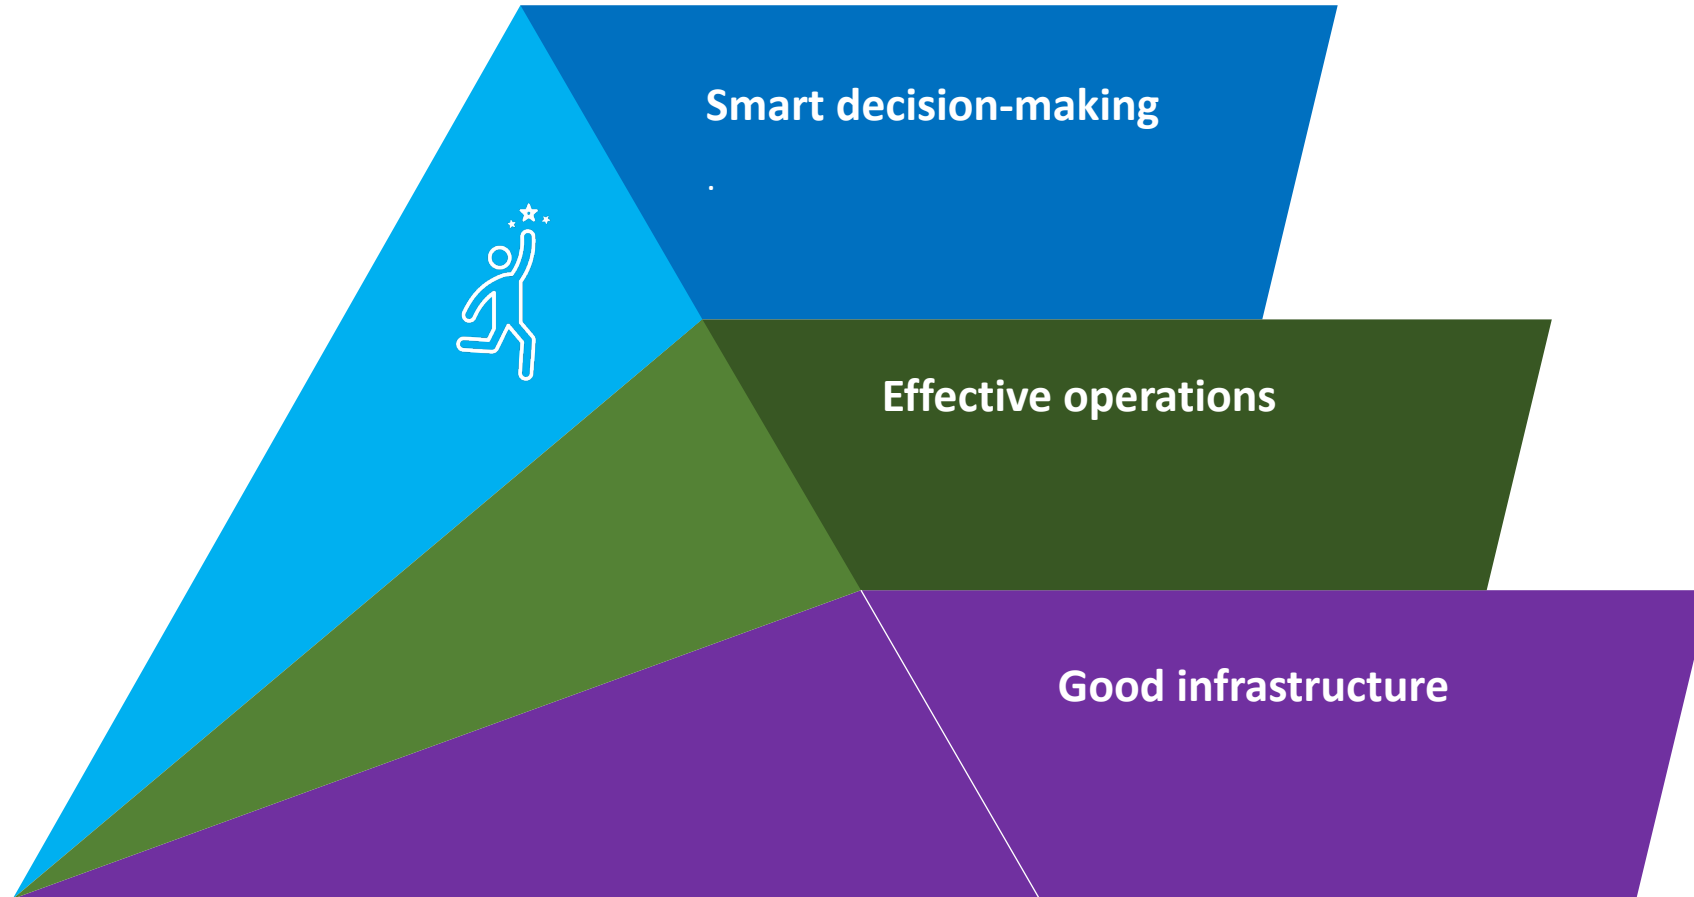 Smart decision-making
.
Effective operations
Good infrastructure